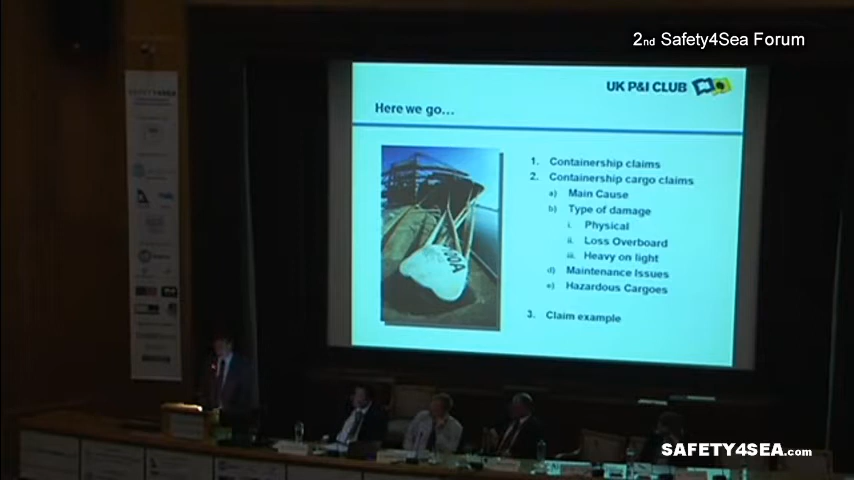 2nd Safety4Sea Forum
UK P&I CLUB
Here we go...
1. Containership claims
2. Containership cargo claims
a) Main Cause
b) Type of damage
i. Physical
ii. Loss Overboard
iii. Heavy on light
d) Maintenance Issues
e) Hazardous Cargoes
3. Claim example
SAFETY4SEA
SAFETY4SEA.com